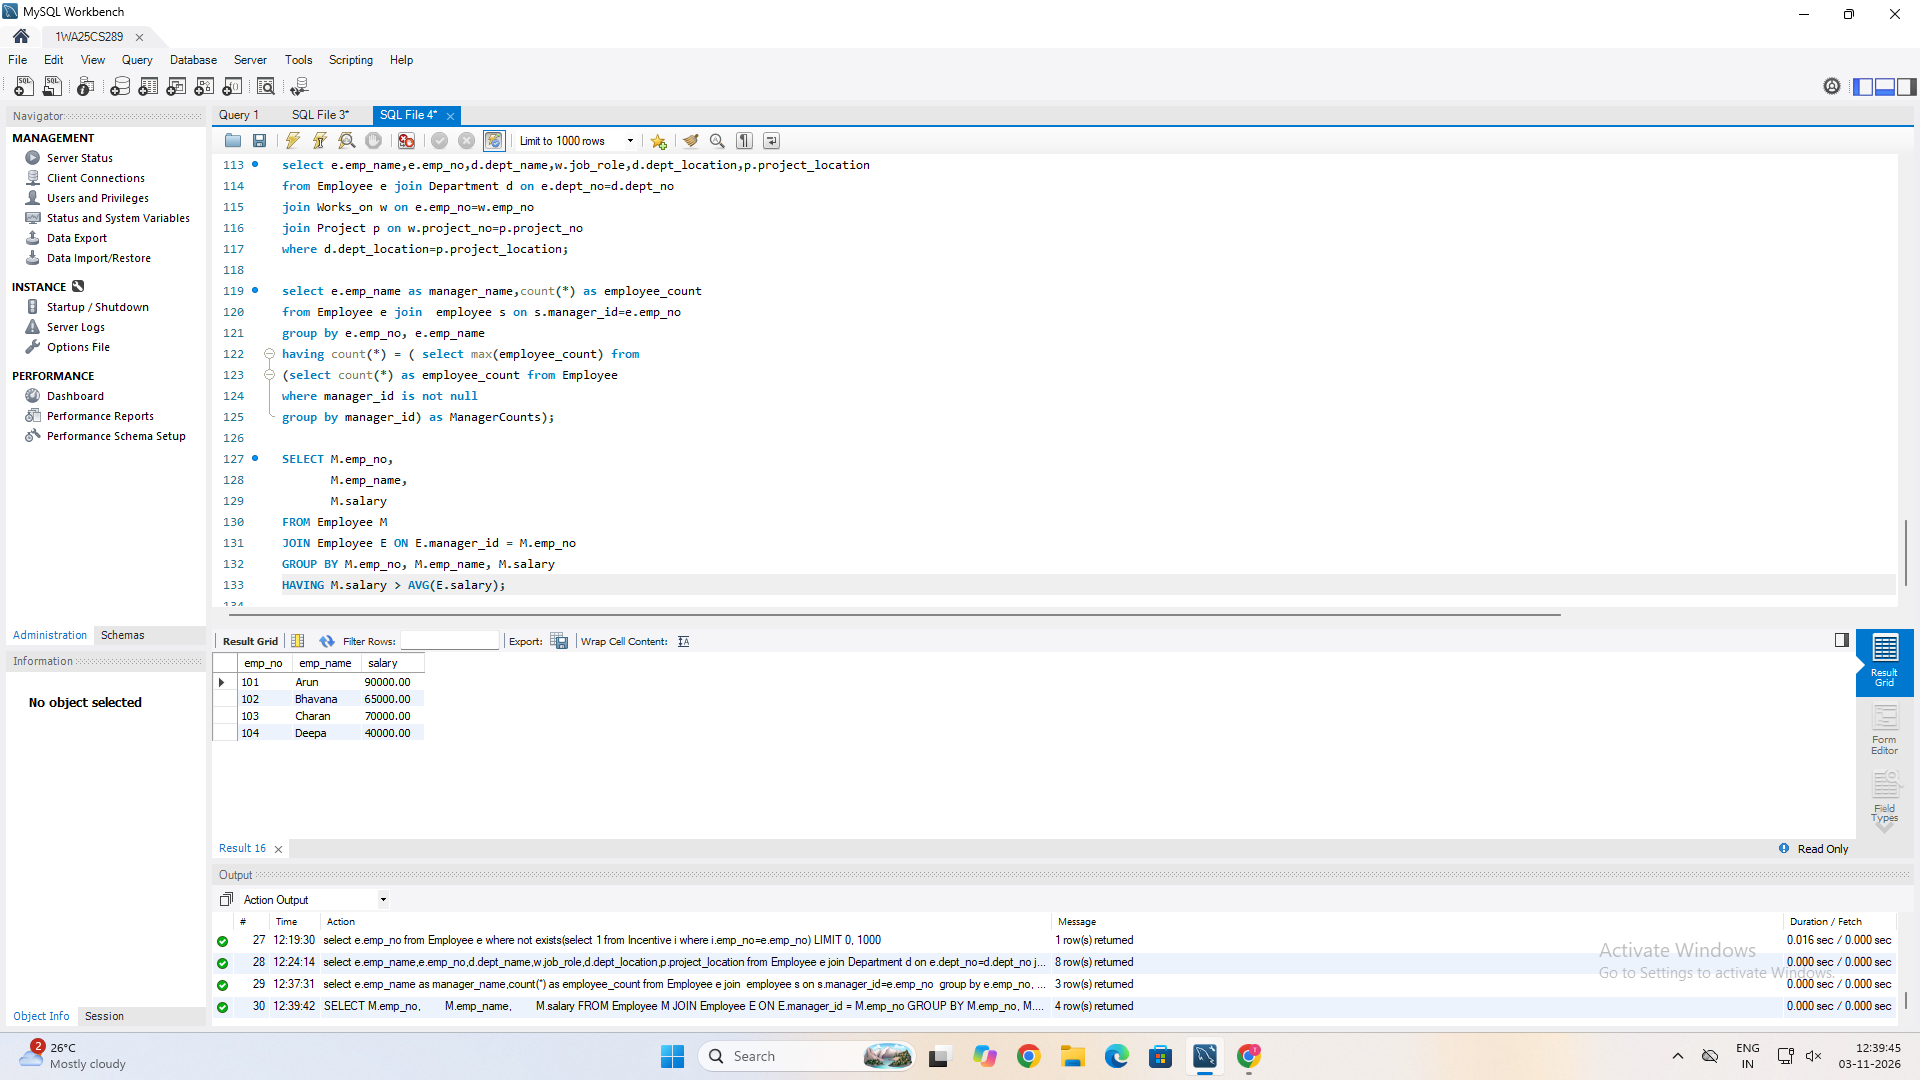 MySQL Workbench
1WA25CS289
File Edit View Query Database Server Tools Scripting Help
Navigator
MANAGEMENT
Server Status
Client Connections
Users and Privileges
Status and System Variables
Data Export
Data Import/Restore
INSTANCE
Startup / Shutdown
Server Logs
Options File
PERFORMANCE
Dashboard
Performance Reports
Performance Schema Setup
Administration Schemas
Information
No object selected
Object Info Session
Query 1 SQL File 3* SQL File 4*
Limit to 1000 rows
113 select e.emp_name,e.emp_no,d.dept_name,w.job_role,d.dept_location,p.project_location
114 from Employee e join Department d on e.dept_no=d.dept_no
115 join Works_on w on e.emp_no=w.emp_no
116 join Project p on w.project_no=p.project_no
117 where d.dept_location=p.project_location;
118
119 select e.emp_name as manager_name,count(*) as employee_count
120 from Employee e join  employee s on s.manager_id=e.emp_no
121 group by e.emp_no, e.emp_name
122 having count(*) = ( select max(employee_count) from
123 (select count(*) as employee_count from Employee
124 where manager_id is not null
125 group by manager_id) as ManagerCounts);
126
127 SELECT M.emp_no,
128 M.emp_name,
129 M.salary
130 FROM Employee M
131 JOIN Employee E ON E.manager_id = M.emp_no
132 GROUP BY M.emp_no, M.emp_name, M.salary
133 HAVING M.salary > AVG(E.salary);
134
Result Grid Filter Rows: Export: Wrap Cell Content:
emp_no emp_name salary
101 Arun 90000.00
102 Bhavana 65000.00
103 Charan 70000.00
104 Deepa 40000.00
Result Grid
Form Editor
Field Types
Result 16
Read Only
Output
Action Output
# Time Action Message Duration / Fetch
27 12:19:30 select e.emp_no from Employee e where not exists(select 1 from Incentive i where i.emp_no=e.emp_no) LIMIT 0, 1000 1 row(s) returned 0.016 sec / 0.000 sec
28 12:24:14 select e.emp_name,e.emp_no,d.dept_name,w.job_role,d.dept_location,p.project_location from Employee e join Department d on e.dept_no=d.dept_no j... 8 row(s) returned 0.000 sec / 0.000 sec
29 12:37:31 select e.emp_name as manager_name,count(*) as employee_count from Employee e join  employee s on s.manager_id=e.emp_no  group by e.emp_no, ... 3 row(s) returned 0.000 sec / 0.000 sec
30 12:39:42 SELECT M.emp_no, M.emp_name, M.salary FROM Employee M JOIN Employee E ON E.manager_id = M.emp_no GROUP BY M.emp_no, M.... 4 row(s) returned 0.000 sec / 0.000 sec
Activate Windows
Go to Settings to activate Windows.
2
26°C
Mostly cloudy
Search
ENG
IN
12:39:45
03-11-2026